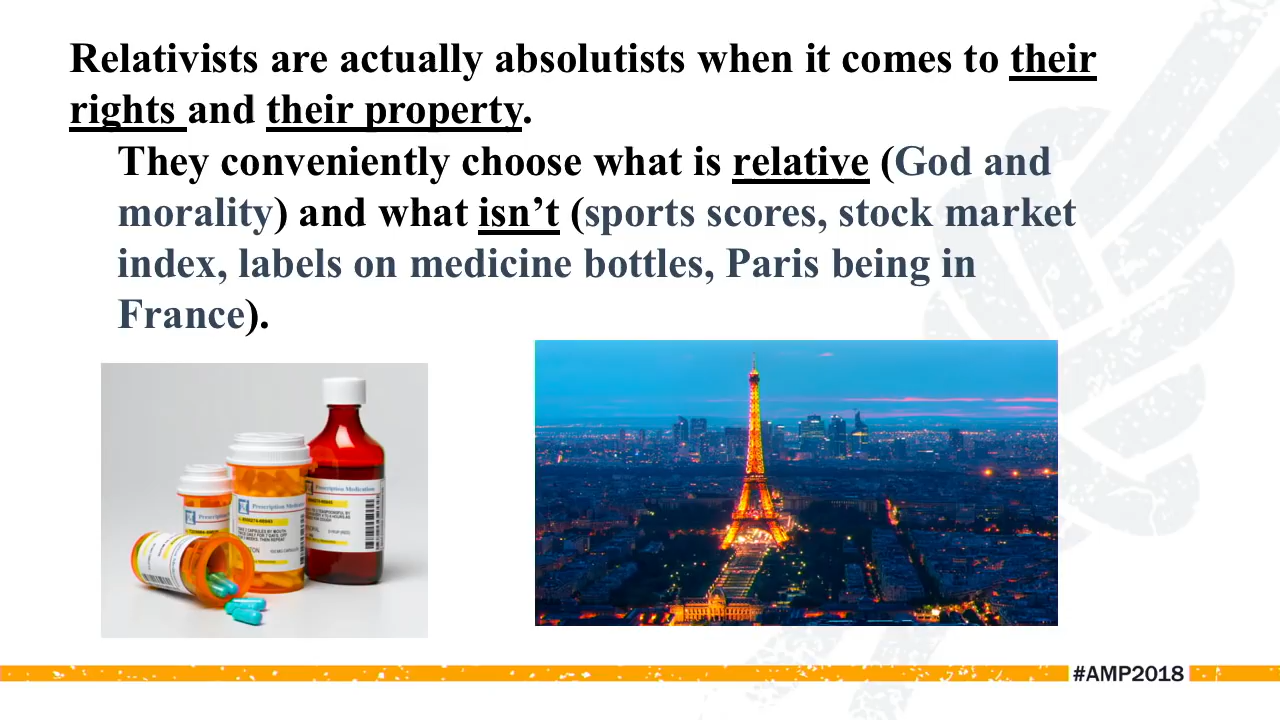 Relativists are actually absolutists when it comes to their
rights and their property.
They conveniently choose what is relative (God and
morality) and what isn’t (sports scores, stock market
index, labels on medicine bottles, Paris being in
France).
Prescription Medication
#AMP2018